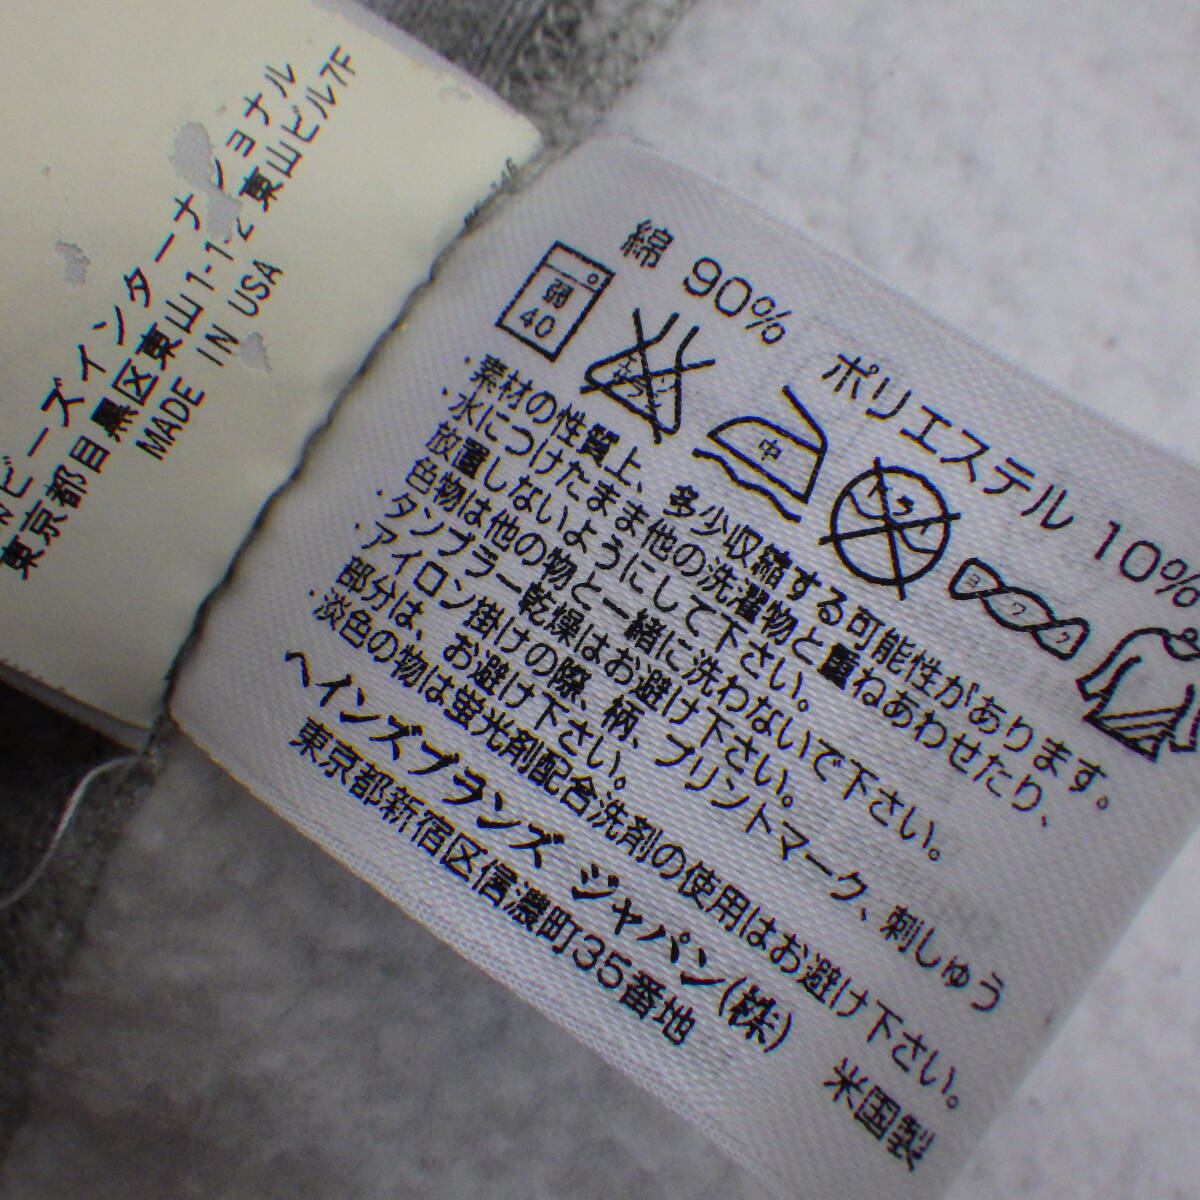 ビーズインターナショナル
東京都目黒区東山1-1-2 東山ビル7F
MADE IN USA
綿 90% ポリエステル 10%
弱
40
エンソ
サラシ
中
ドライ
ヨワク
・素材の性質上、多少収縮する可能性があります。
・水につけたまま他の洗濯物と重ねあわせたり、
放置しないようにして下さい。
色物は他の物と一緒に洗わないで下さい。
・タンブラー乾燥はお避け下さい。
・アイロン掛けの際、柄、プリントマーク、刺しゅう
部分は、お避け下さい。
・淡色の物は蛍光剤配合洗剤の使用はお避け下さい。
ヘインズブランズ ジャパン(株)
東京都新宿区信濃町35番地
米国製